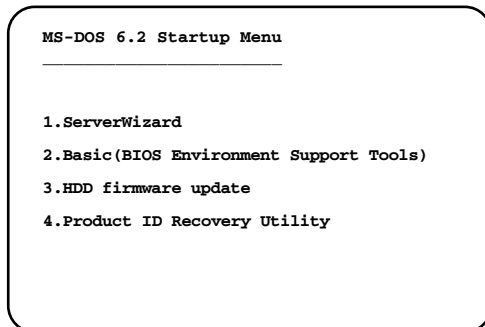 MS-DOS 6.2 Startup Menu
1.ServerWizard
2.Basic(BIOS Environment Support Tools)
3.HDD firmware update
4.Product ID Recovery Utility